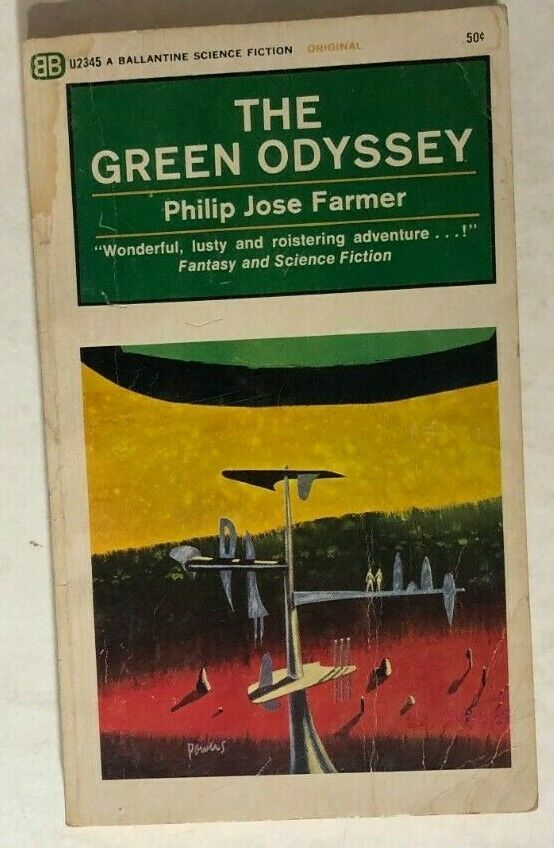 BB U2345 A BALLANTINE SCIENCE FICTION ORIGINAL 50¢
THE
GREEN ODYSSEY
Philip Jose Farmer
"Wonderful, lusty and roistering adventure . . .!"
Fantasy and Science Fiction
Powers